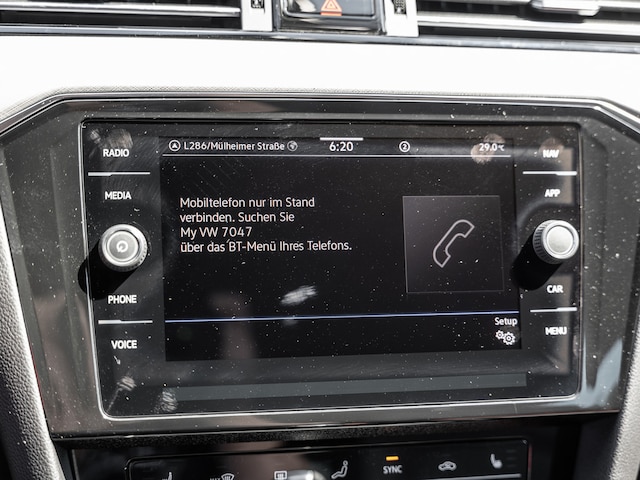 L286/Mülheimer Straße 6:20 2 29.0°C
RADIO
NAV
MEDIA
APP
Mobiltelefon nur im Stand
verbinden. Suchen Sie
My VW 7047
über das BT-Menü Ihres Telefons.
PHONE
CAR
Setup
VOICE
MENU
SYNC